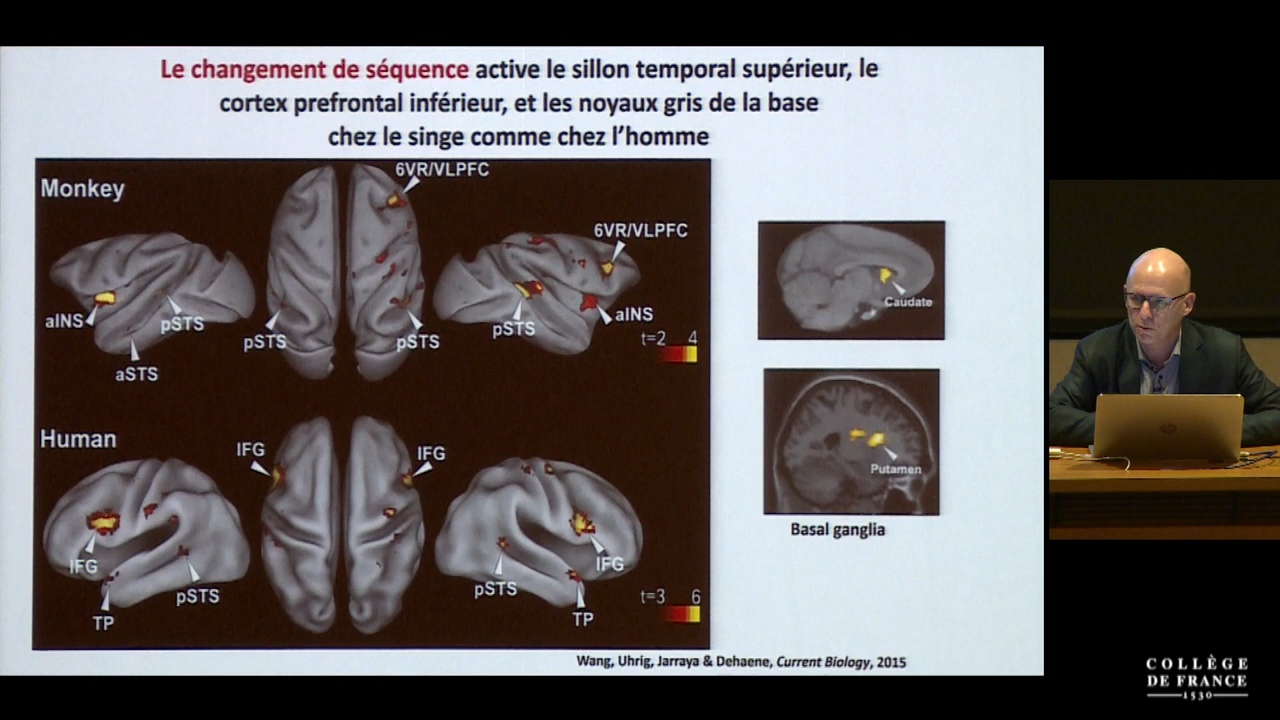 Le changement de séquence active le sillon temporal supérieur, le
cortex prefrontal inférieur, et les noyaux gris de la base
chez le singe comme chez l'homme
Monkey
6VR/VLPFC
6VR/VLPFC
aINS
pSTS
aSTS
pSTS
pSTS
pSTS
aINS
t=2 4
Caudate
Human
IFG
IFG
IFG
pSTS
TP
pSTS
IFG
TP
t=3 6
Putamen
Basal ganglia
Wang, Uhrig, Jarraya & Dehaene, Current Biology, 2015
COLLÈGE
DE FRANCE
1530